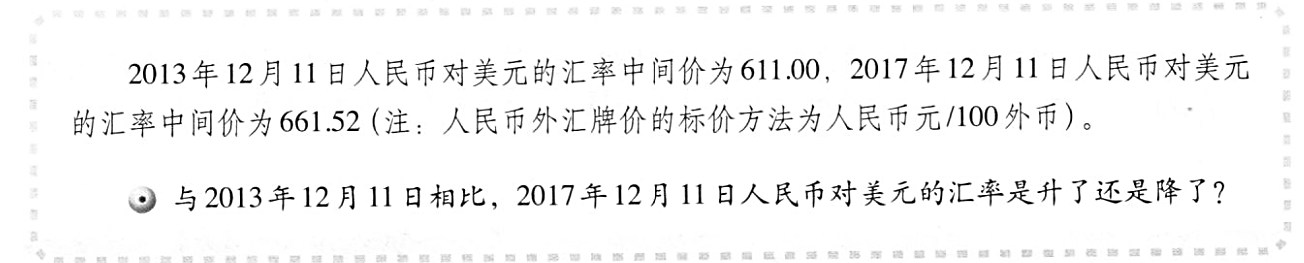 2013年12月11日人民币对美元的汇率中间价为611.00，2017年12月11日人民币对美元
的汇率中间价为661.52（注：人民币外汇牌价的标价方法为人民币元/100外币）。
与2013年12月11日相比，2017年12月11日人民币对美元的汇率是升了还是降了？